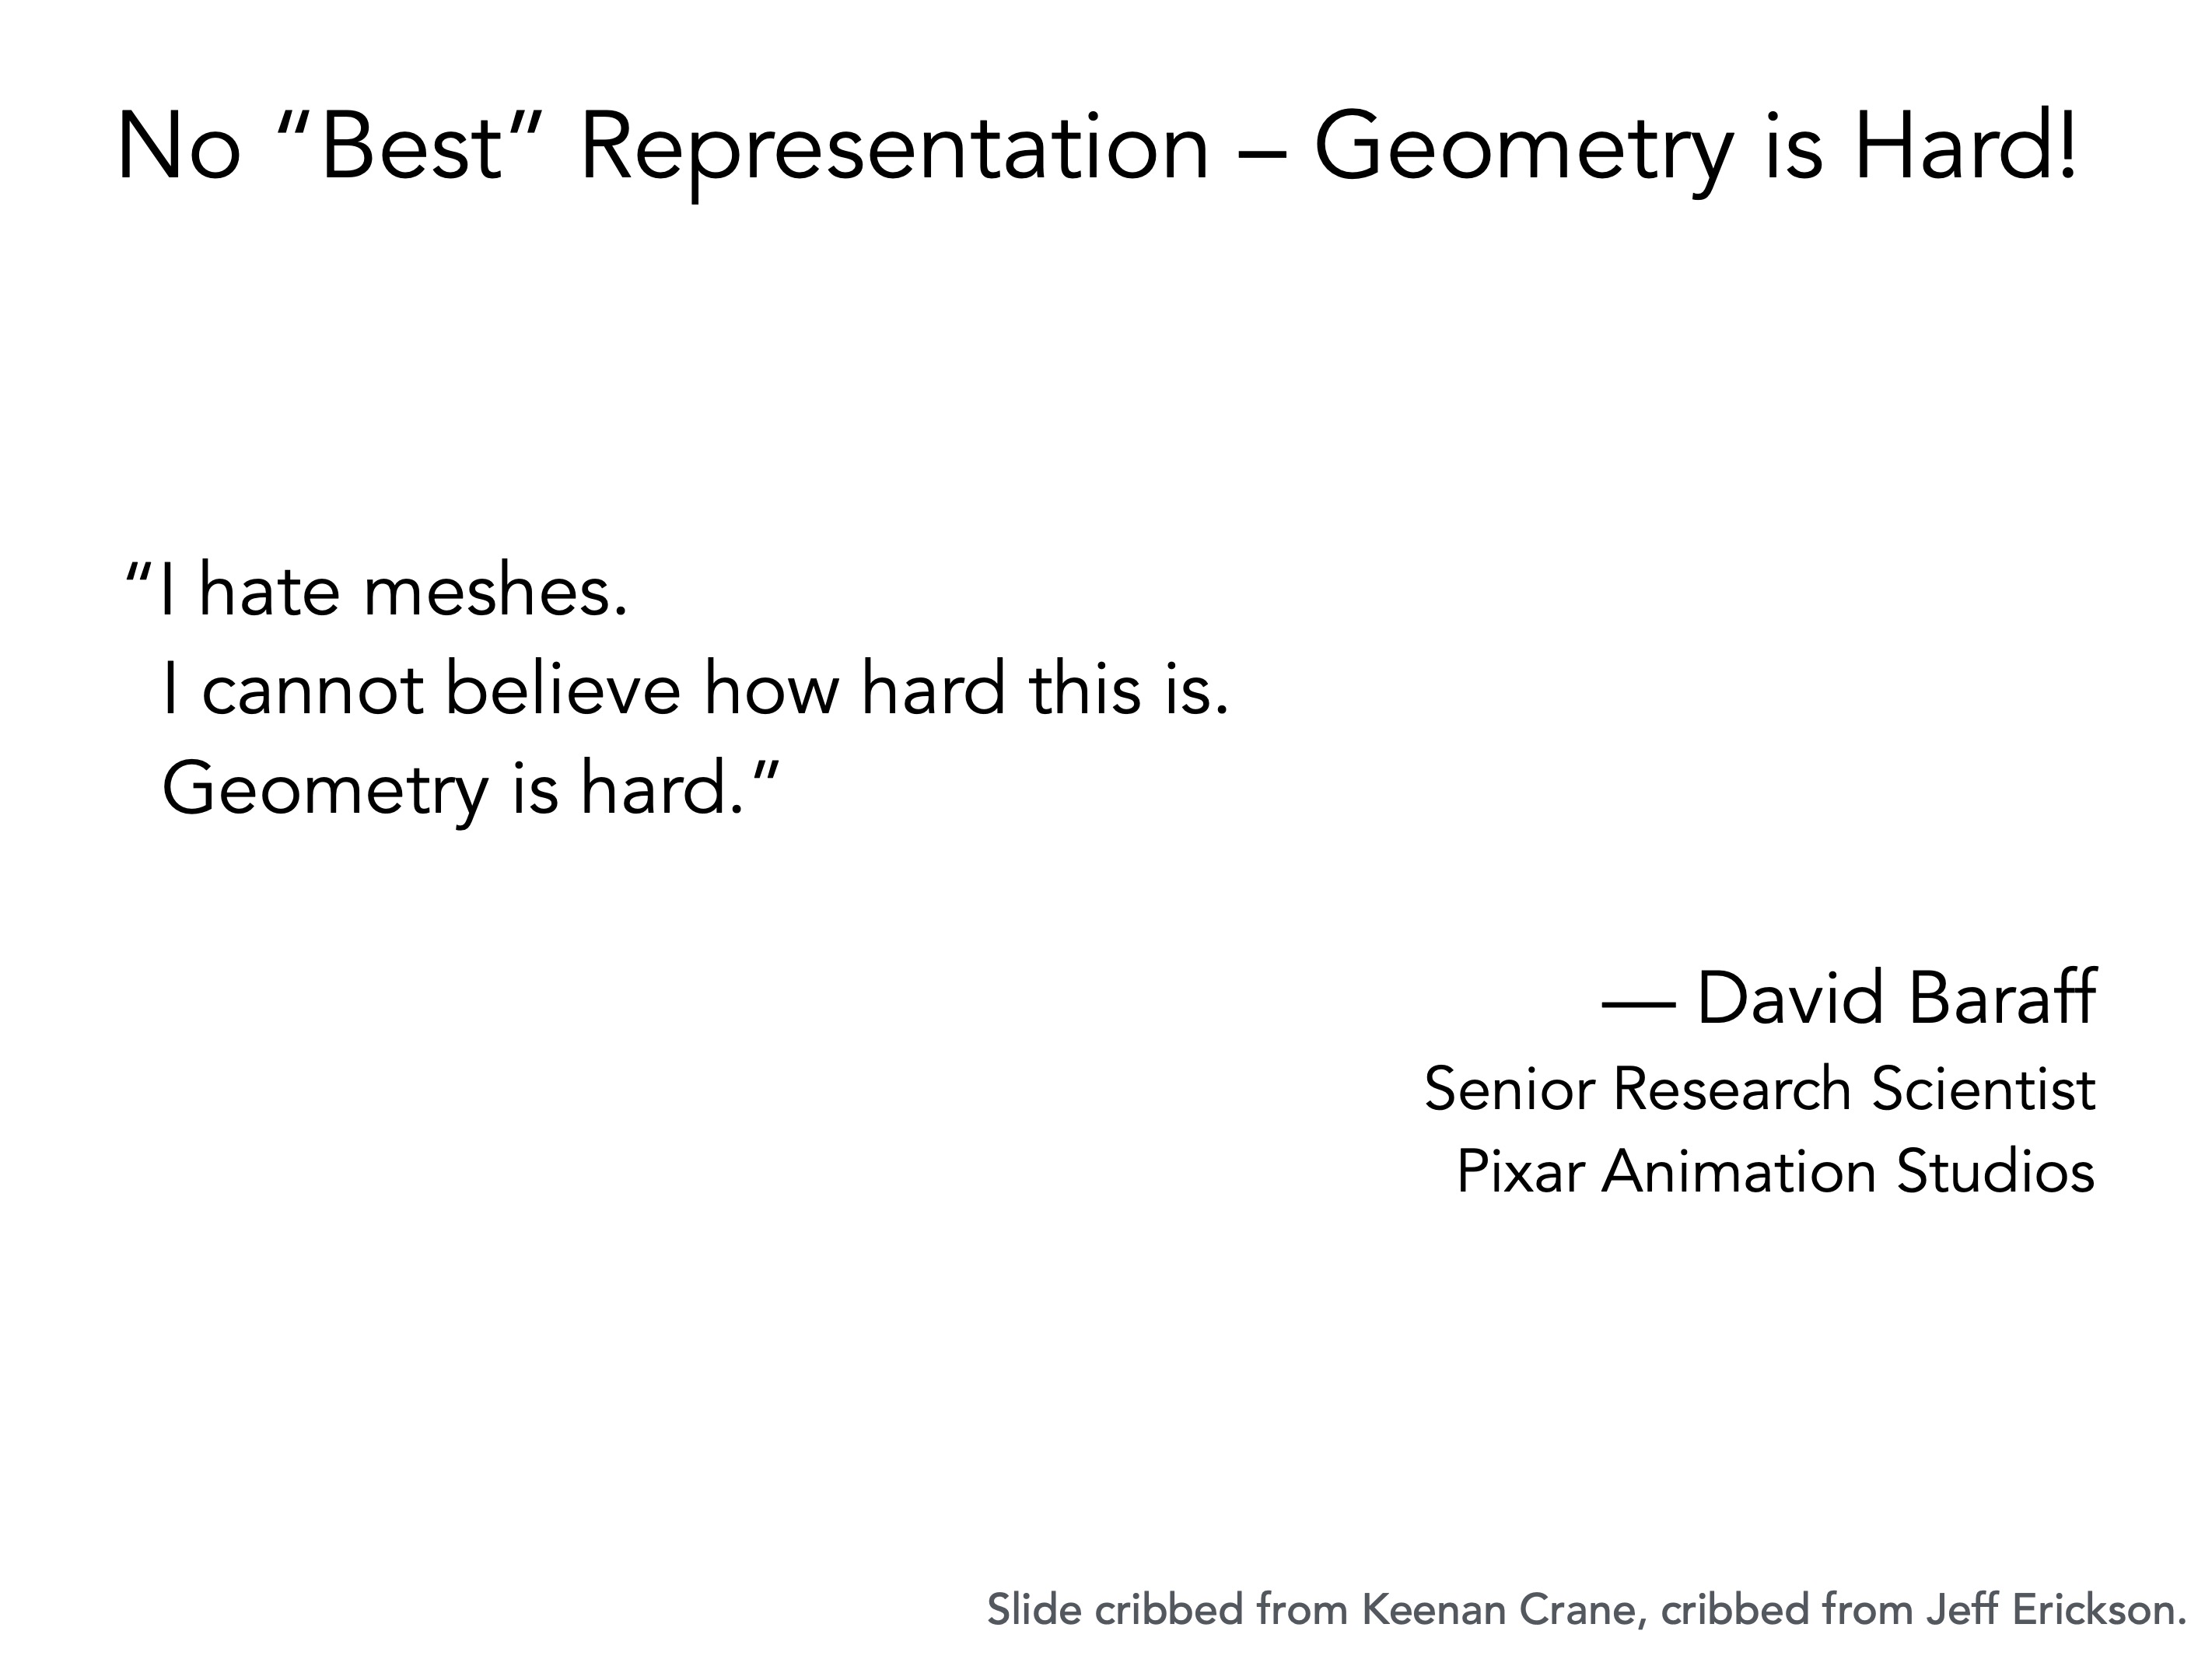 No “Best” Representation – Geometry is Hard!
“I hate meshes.
I cannot believe how hard this is.
Geometry is hard.”
— David Baraff
Senior Research Scientist
Pixar Animation Studios
Slide cribbed from Keenan Crane, cribbed from Jeff Erickson.